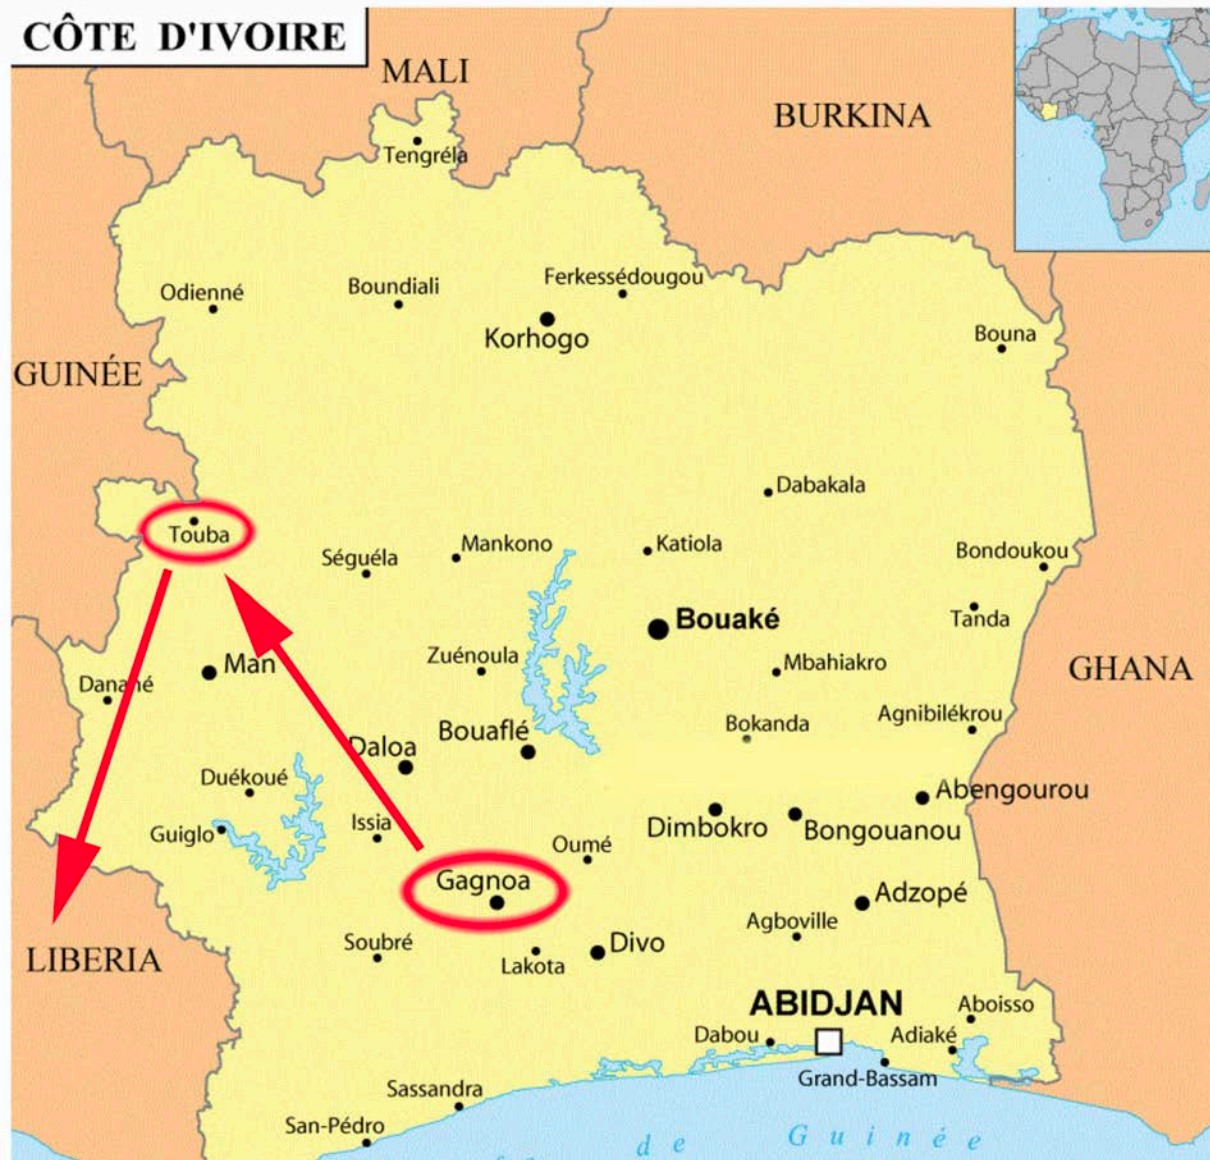 CÔTE D'IVOIRE
MALI
BURKINA
Tengréla
Odienné
Boundiali
Ferkessédougou
Korhogo
Bouna
GUINÉE
Dabakala
Touba
Séguéla
Mankono
Katiola
Bondoukou
Bouaké
Tanda
Man
Zuénoula
Mbahiakro
GHANA
Danané
Bouaflé
Bokanda
Agnibilékrou
Daloa
Duékoué
Abengourou
Guiglo
Issia
Oumé
Dimbokro
Bongouanou
Gagnoa
Adzopé
Agboville
LIBERIA
Soubré
Lakota
Divo
ABIDJAN
Aboisso
Dabou
Adiaké
Grand-Bassam
Sassandra
San-Pédro
de Guinée